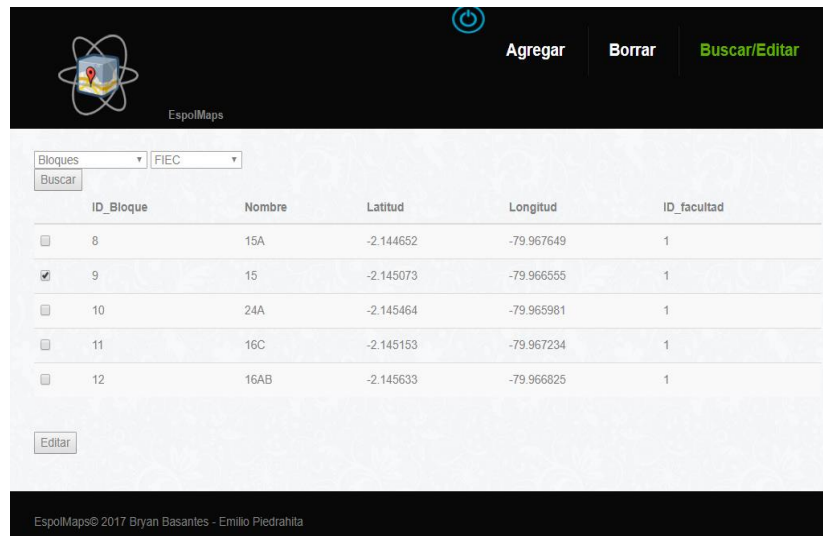 Agregar Borrar Buscar/Editar
EspolMaps
Bloques FIEC
Buscar
ID_Bloque Nombre Latitud Longitud ID_facultad
8 15A -2.144652 -79.967649 1
9 15 -2.145073 -79.966555 1
10 24A -2.145464 -79.965981 1
11 16C -2.145153 -79.967234 1
12 16AB -2.145633 -79.966825 1
Editar
EspolMaps© 2017 Bryan Basantes - Emilio Piedrahita